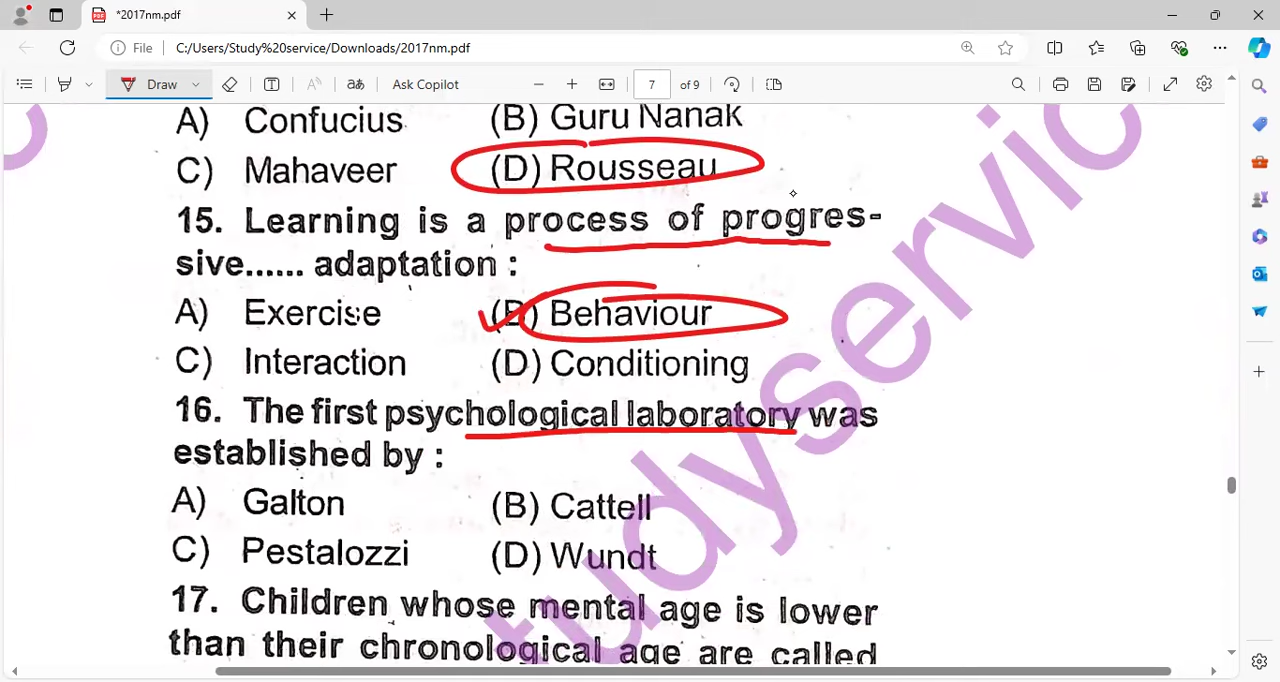 *2017nm.pdf
File C:/Users/Study%20service/Downloads/2017nm.pdf
Draw Ask Copilot 7 of 9
A) Confucius (B) Guru Nanak
C) Mahaveer (D) Rousseau
15. Learning is a process of progres-
sive...... adaptation :
A) Exercise (B) Behaviour
C) Interaction (D) Conditioning
16. The first psychological laboratory was
established by :
A) Galton (B) Cattell
C) Pestalozzi (D) Wundt
17. Children whose mental age is lower
than their chronological age are called
tudyservic